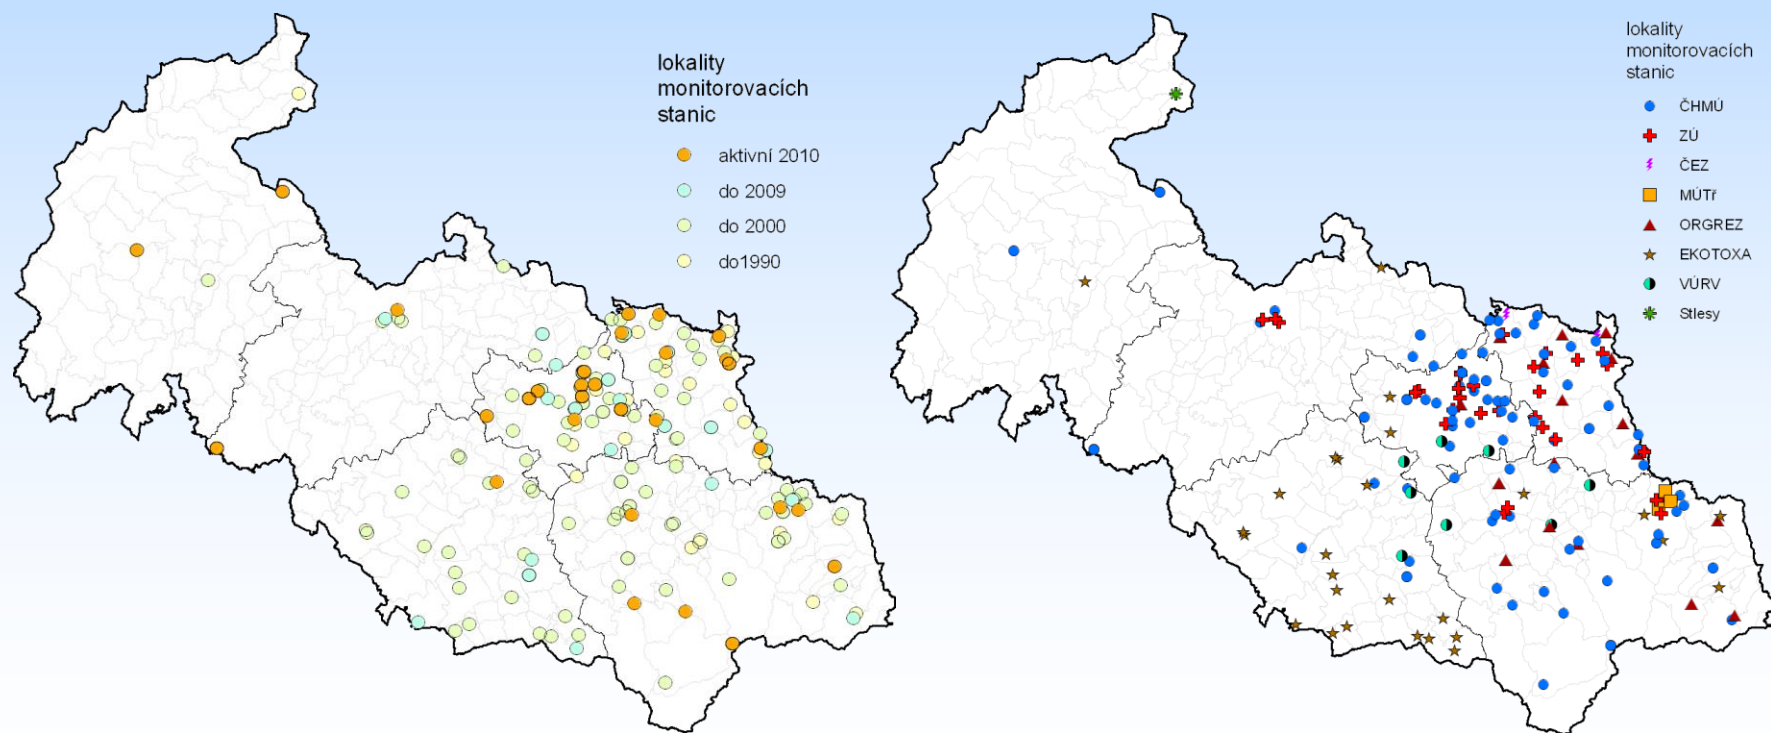 lokality
monitorovacích
stanic
aktivní 2010
do 2009
do 2000
do1990
lokality
monitorovacích
stanic
ČHMÚ
ZÚ
ČEZ
MÚTř
ORGREZ
EKOTOXA
VÚRV
Stlesy